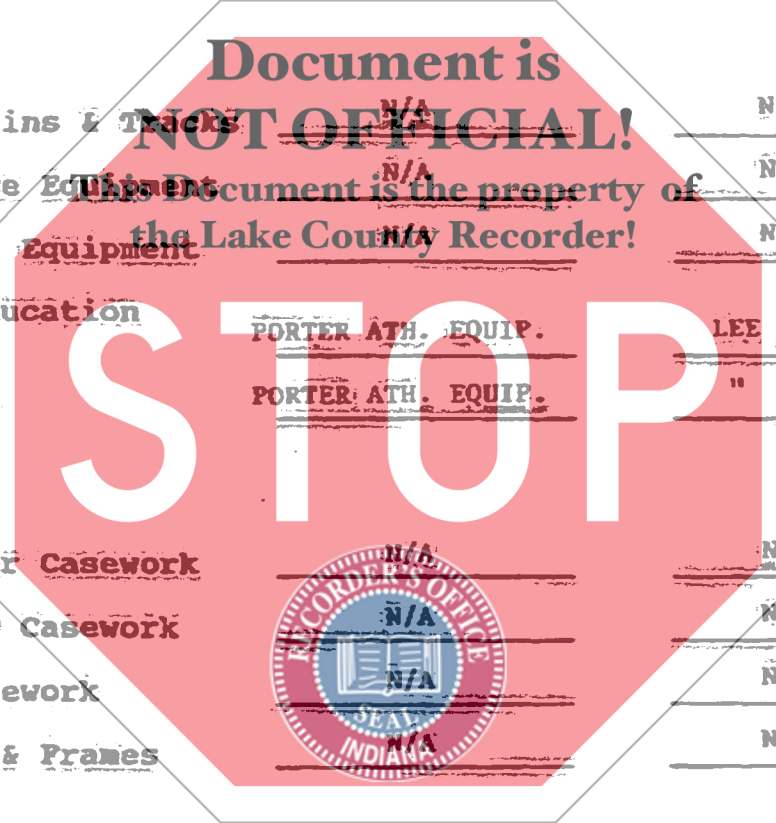 Document is
NOT OFFICIAL!
This Document is the property of
the Lake County Recorder!
STOP
ins & Tracks N/A N
e Equipment N/A N
Equipment N/A N
ucation PORTER ATH. EQUIP. LEE
PORTER ATH. EQUIP. "
r Casework N/A N
Casework N/A N
ework N/A N
& Frames N/A N
RECORDER'S OFFICE
SEAL
INDIANA